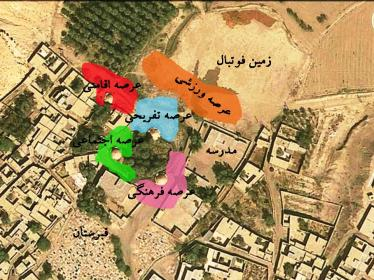 زمین فوتبال
عرصه اقامتی
عرصه ورزشی
عرصه تفریحی
عرصه اجتماعی
مدرسه
عرصه فرهنگی
قبرستان